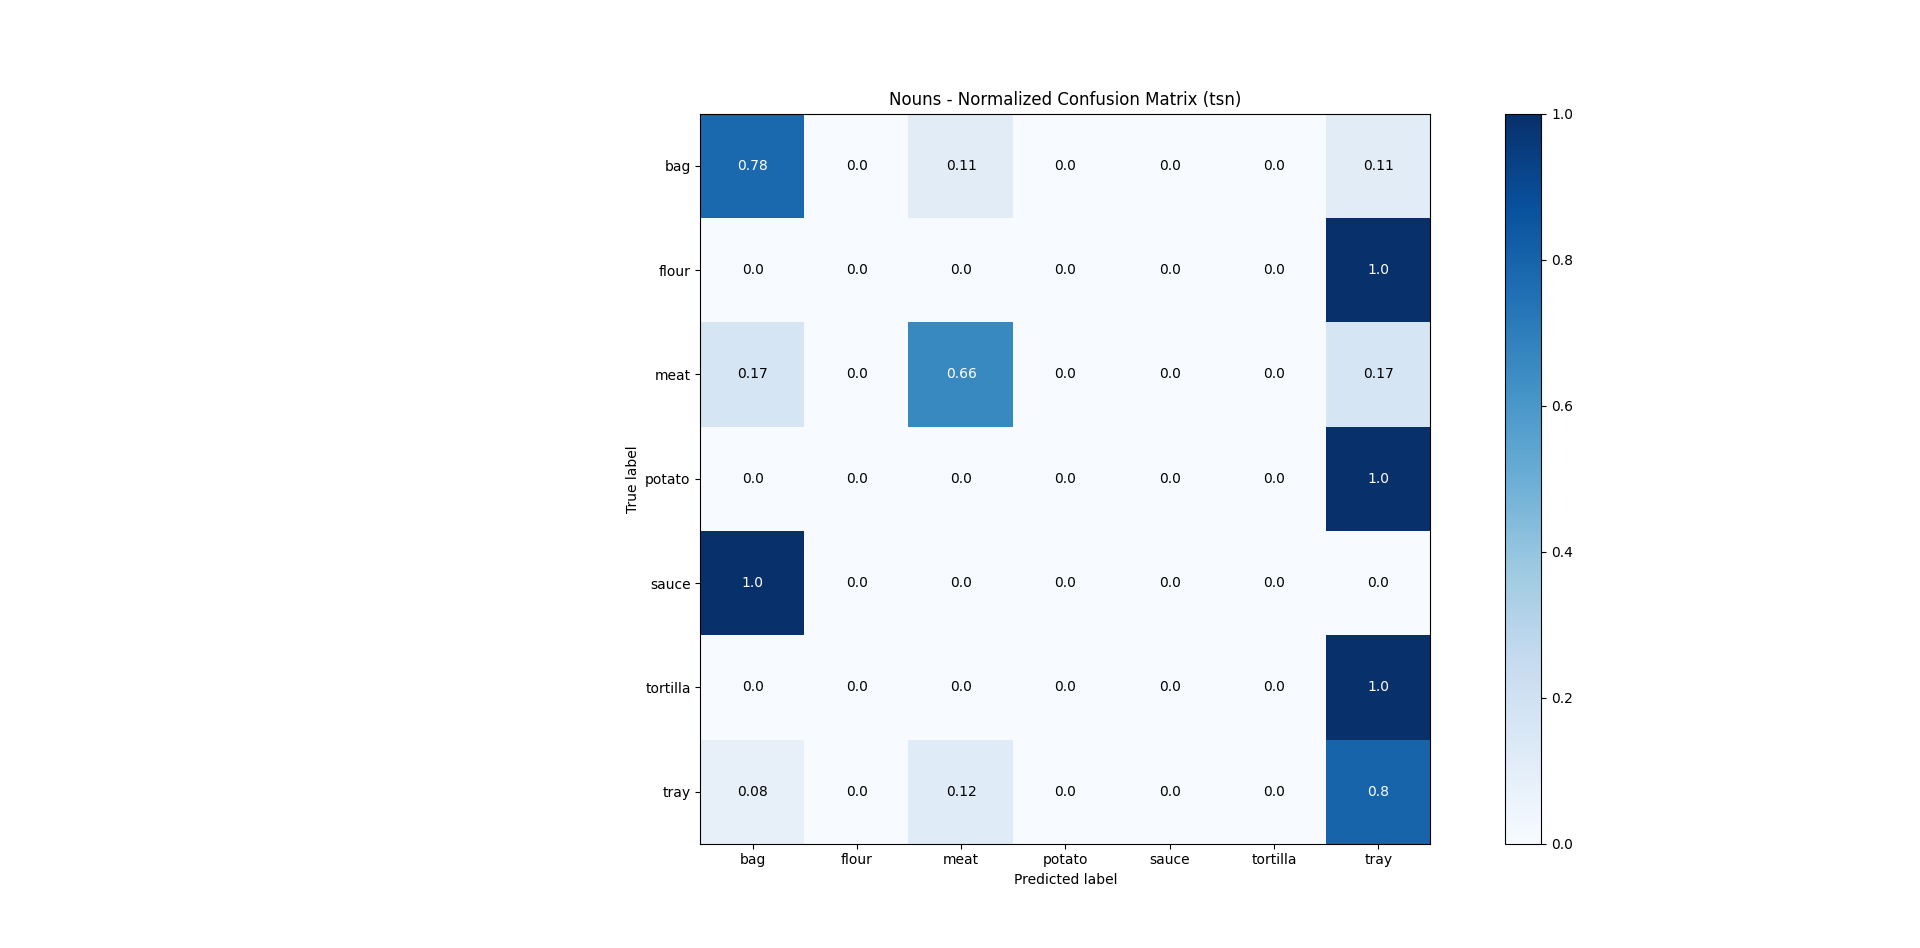 Nouns - Normalized Confusion Matrix (tsn)
1.0
bag 0.78 0.0 0.11 0.0 0.0 0.0 0.11
0.8
flour 0.0 0.0 0.0 0.0 0.0 0.0 1.0
meat 0.17 0.0 0.66 0.0 0.0 0.0 0.17
0.6
True label
potato 0.0 0.0 0.0 0.0 0.0 0.0 1.0
0.4
sauce 1.0 0.0 0.0 0.0 0.0 0.0 0.0
tortilla 0.0 0.0 0.0 0.0 0.0 0.0 1.0
0.2
tray 0.08 0.0 0.12 0.0 0.0 0.0 0.8
0.0
bag flour meat potato sauce tortilla tray
Predicted label